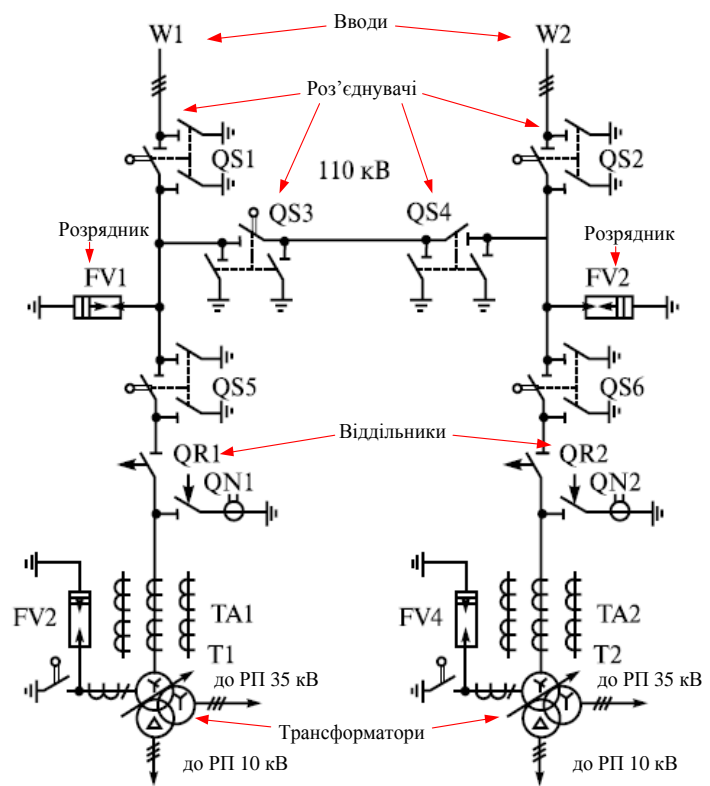 W1
Вводи
W2
Роз’єднувачі
QS1
110 кВ
QS2
QS3
QS4
Розрядник
Розрядник
FV1
FV2
QS5
QS6
Віддільники
QR1
QR2
QN1
QN2
FV2
TA1
FV4
TA2
T1
T2
до РП 35 кВ
до РП 35 кВ
Трансформатори
до РП 10 кВ
до РП 10 кВ